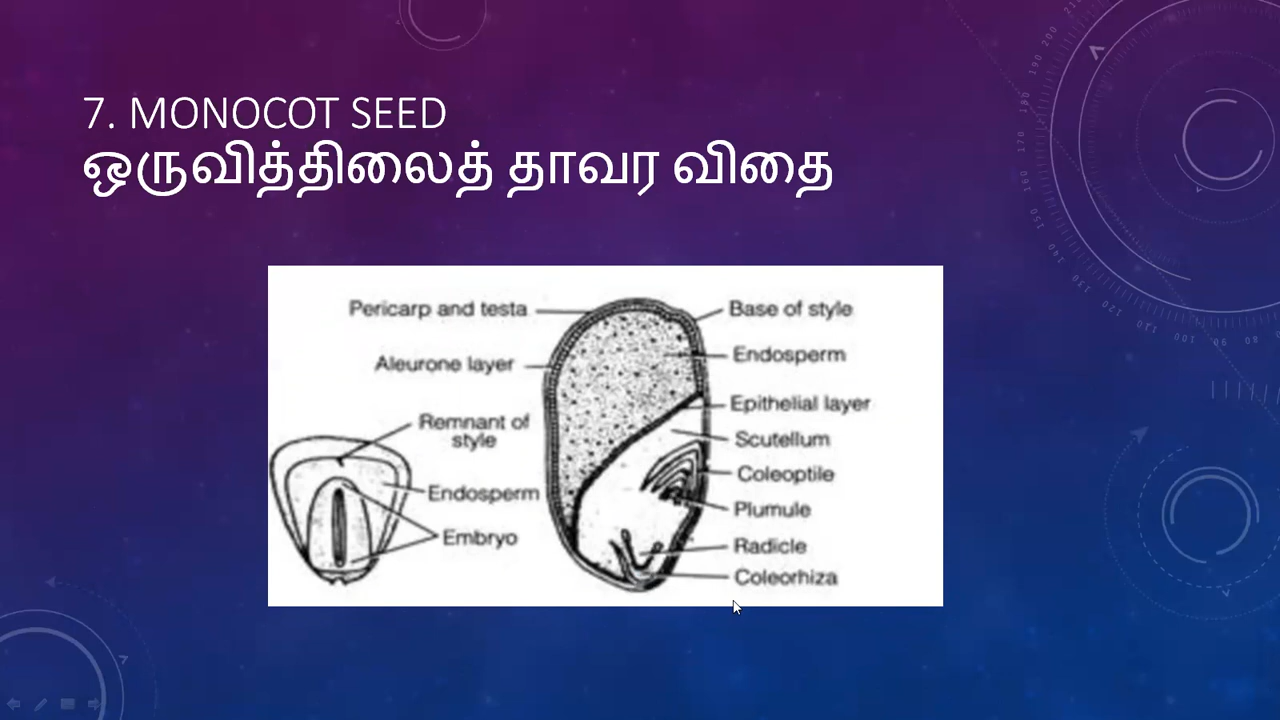 7. MONOCOT SEED
ஒருவித்திலைத் தாவர விதை
Pericarp and testa
Base of style
Aleurone layer
Endosperm
Epithelial layer
Remnant of
style
Scutellum
Coleoptile
Endosperm
Plumule
Embryo
Radicle
Coleorhiza